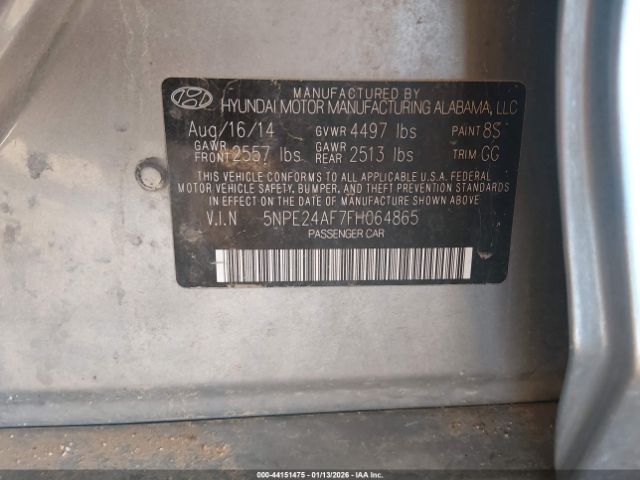 MANUFACTURED BY
HYUNDAI MOTOR MANUFACTURING ALABAMA, LLC
Aug/16/14 GVWR 4497 lbs PAINT 8S
GAWR FRONT 2557 lbs GAWR REAR 2513 lbs TRIM GG
THIS VEHICLE CONFORMS TO ALL APPLICABLE U.S.A. FEDERAL
MOTOR VEHICLE SAFETY, BUMPER, AND THEFT PREVENTION
STANDARDS IN EFFECT ON THE DATE OF MANUFACTURE SHOWN ABOVE
V.I.N 5NPE24AF7FH064865
PASSENGER CAR
000-44151475 - 01/13/2026 - IAAI.COM